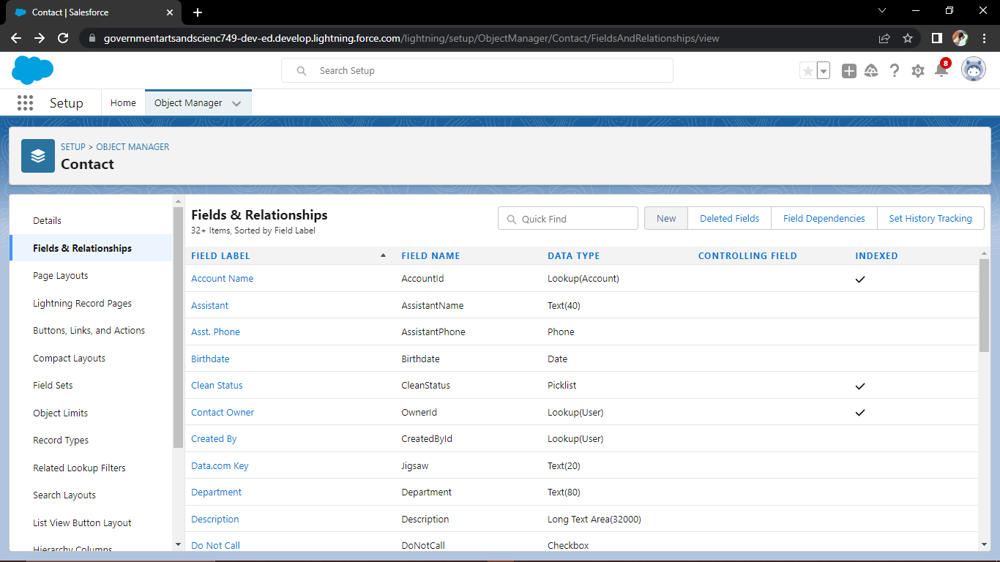 Contact | Salesforce
governmentartsandscienc749-dev-ed.develop.lightning.force.com/lightning/setup/ObjectManager/Contact/FieldsAndRelationships/view
Search Setup
8
Setup
Home
Object Manager
SETUP > OBJECT MANAGER
Contact
Details
Fields & Relationships
Page Layouts
Lightning Record Pages
Buttons, Links, and Actions
Compact Layouts
Field Sets
Object Limits
Record Types
Related Lookup Filters
Search Layouts
List View Button Layout
Hierarchy Columns
Fields & Relationships
32+ Items, Sorted by Field Label
Quick Find
New
Deleted Fields
Field Dependencies
Set History Tracking
FIELD LABEL FIELD NAME DATA TYPE CONTROLLING FIELD INDEXED
Account Name AccountId Lookup(Account)
Assistant AssistantName Text(40)
Asst. Phone AssistantPhone Phone
Birthdate Birthdate Date
Clean Status CleanStatus Picklist
Contact Owner OwnerId Lookup(User)
Created By CreatedById Lookup(User)
Data.com Key Jigsaw Text(20)
Department Department Text(80)
Description Description Long Text Area(32000)
Do Not Call DoNotCall Checkbox